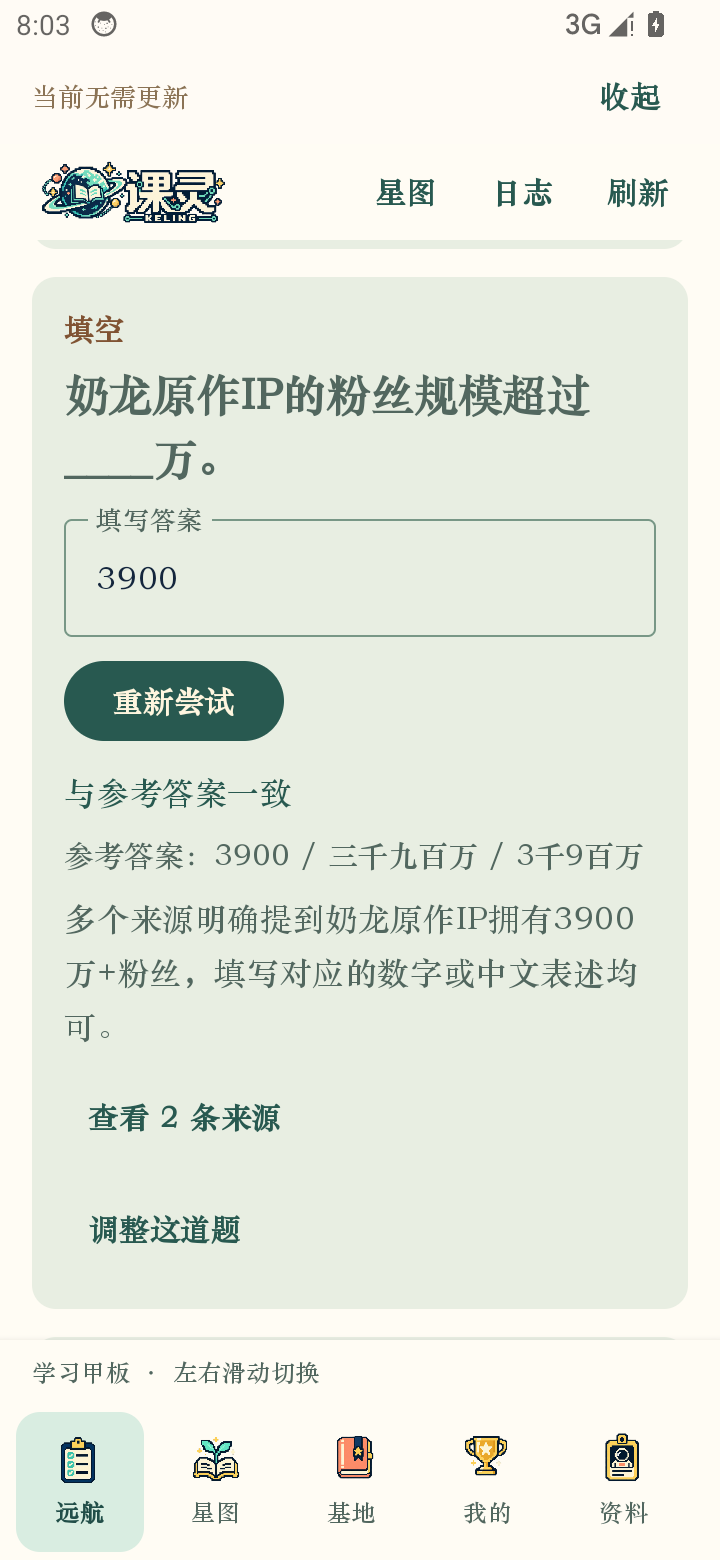 8:03
3G
当前无需更新
收起
课灵
KELING
星图
日志
刷新
填空
奶龙原作IP的粉丝规模超过
____万。
填写答案
3900
重新尝试
与参考答案一致
参考答案：3900 / 三千九百万 / 3千9百万
多个来源明确提到奶龙原作IP拥有3900
万+粉丝，填写对应的数字或中文表述均
可。
查看 2 条来源
调整这道题
学习甲板 · 左右滑动切换
远航
星图
基地
我的
资料